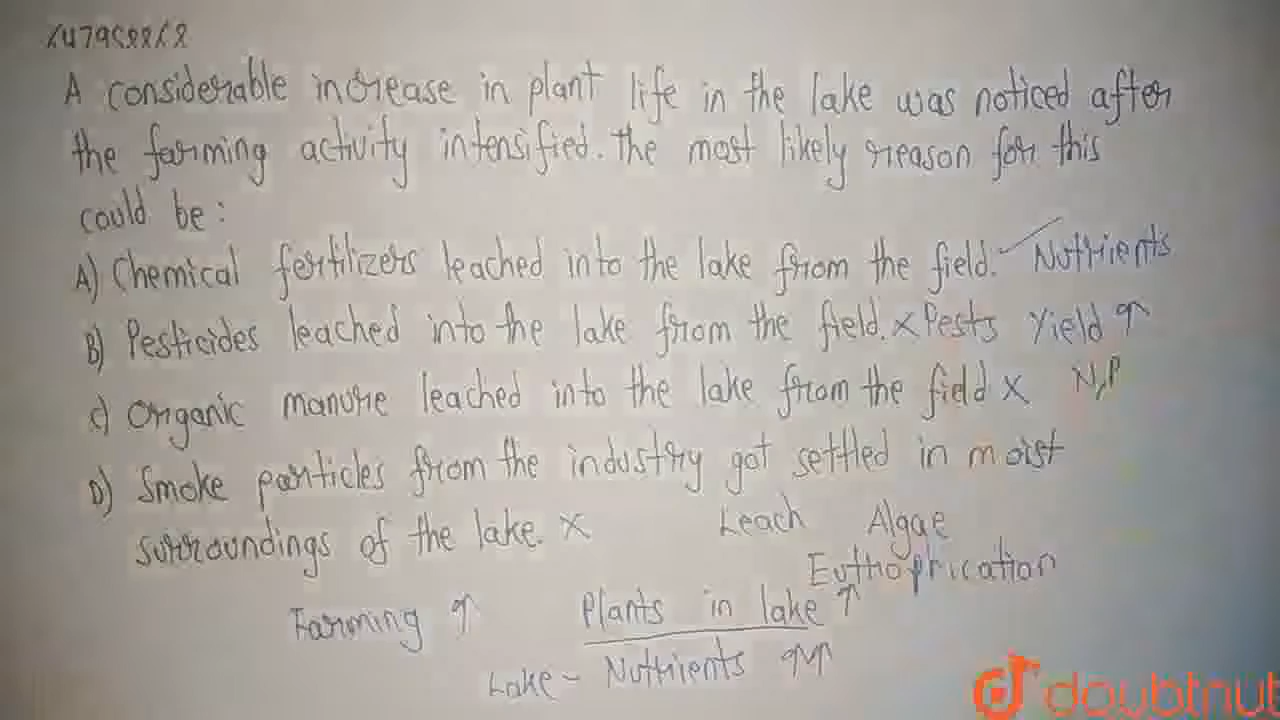 A considerable increase in plant life in the lake was noticed after
the farming activity intensified. The most likely reason for this
could be:
A) Chemical fertilizers leached into the lake from the field. ✓ Nuttrients
B) Pesticides leached into the lake from the field. × Pests Yield ↑
C) Organic manure leached into the lake from the field × N,P
D) Smoke particles from the industry got settled in moist
surroundings of the lake. × Leach Algae
Euthrophication
Farming ↑ Plants in lake ↑
Lake - Nuttrients ↑↑↑
doubtnut